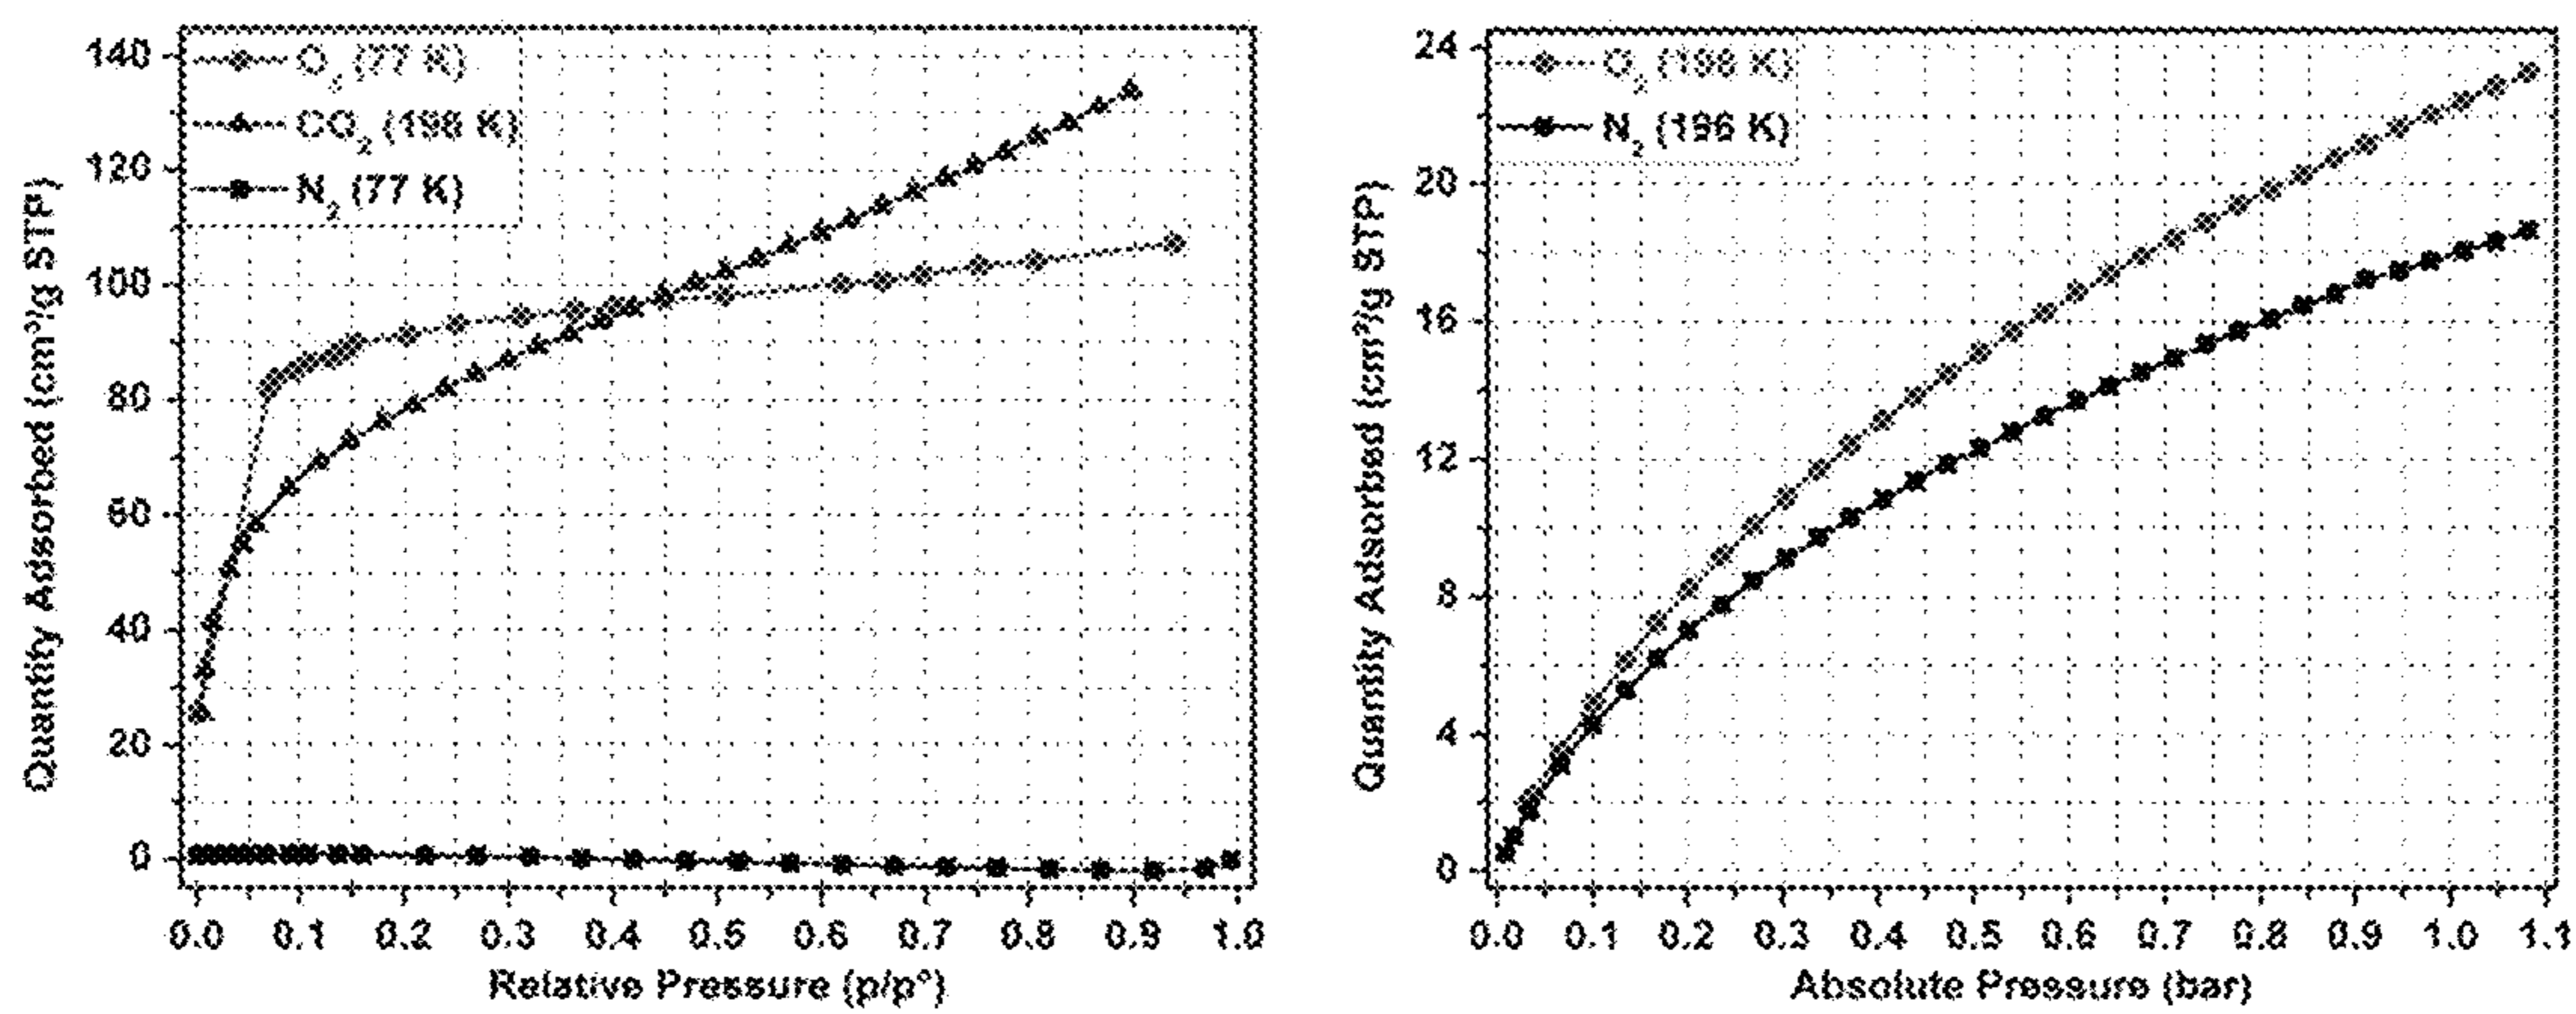 140
120
100
80
60
40
20
0
Quantity Adsorbed (cm³/g STP)
O₂ (77 K)
CO₂ (196 K)
N₂ (77 K)
0.0 0.1 0.2 0.3 0.4 0.5 0.6 0.7 0.8 0.9 1.0
Relative Pressure (p/p°)
24
20
16
12
8
4
0
Quantity Adsorbed (cm³/g STP)
O₂ (196 K)
N₂ (196 K)
0.0 0.1 0.2 0.3 0.4 0.5 0.6 0.7 0.8 0.9 1.0 1.1
Absolute Pressure (bar)